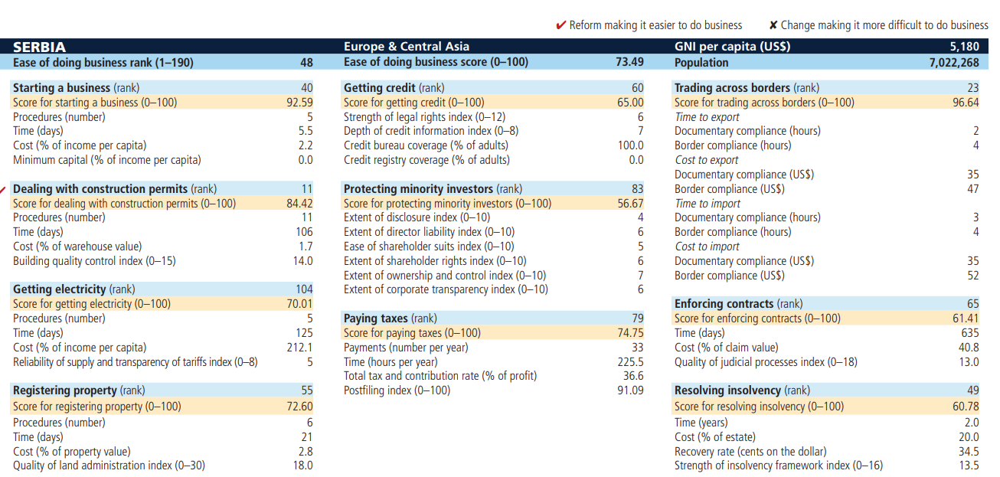 ✔ Reform making it easier to do business ✘ Change making it more difficult to do business
SERBIA Europe & Central Asia GNI per capita (US$) 5,180
Ease of doing business rank (1–190) 48 Ease of doing business score (0–100) 73.49 Population 7,022,268
Starting a business (rank) 40
Score for starting a business (0–100) 92.59
Procedures (number) 5
Time (days) 5.5
Cost (% of income per capita) 2.2
Minimum capital (% of income per capita) 0.0
✔ Dealing with construction permits (rank) 11
Score for dealing with construction permits (0–100) 84.42
Procedures (number) 11
Time (days) 106
Cost (% of warehouse value) 1.7
Building quality control index (0–15) 14.0
Getting electricity (rank) 104
Score for getting electricity (0–100) 70.01
Procedures (number) 5
Time (days) 125
Cost (% of income per capita) 212.1
Reliability of supply and transparency of tariffs index (0–8) 5
Registering property (rank) 55
Score for registering property (0–100) 72.60
Procedures (number) 6
Time (days) 21
Cost (% of property value) 2.8
Quality of land administration index (0–30) 18.0
Getting credit (rank) 60
Score for getting credit (0–100) 65.00
Strength of legal rights index (0–12) 6
Depth of credit information index (0–8) 7
Credit bureau coverage (% of adults) 100.0
Credit registry coverage (% of adults) 0.0
Protecting minority investors (rank) 83
Score for protecting minority investors (0–100) 56.67
Extent of disclosure index (0–10) 4
Extent of director liability index (0–10) 6
Ease of shareholder suits index (0–10) 5
Extent of shareholder rights index (0–10) 6
Extent of ownership and control index (0–10) 7
Extent of corporate transparency index (0–10) 6
Paying taxes (rank) 79
Score for paying taxes (0–100) 74.75
Payments (number per year) 33
Time (hours per year) 225.5
Total tax and contribution rate (% of profit) 36.6
Postfiling index (0–100) 91.09
Trading across borders (rank) 23
Score for trading across borders (0–100) 96.64
Time to export
Documentary compliance (hours) 2
Border compliance (hours) 4
Cost to export
Documentary compliance (US$) 35
Border compliance (US$) 47
Time to import
Documentary compliance (hours) 3
Border compliance (hours) 4
Cost to import
Documentary compliance (US$) 35
Border compliance (US$) 52
Enforcing contracts (rank) 65
Score for enforcing contracts (0–100) 61.41
Time (days) 635
Cost (% of claim value) 40.8
Quality of judicial processes index (0–18) 13.0
Resolving insolvency (rank) 49
Score for resolving insolvency (0–100) 60.78
Time (years) 2.0
Cost (% of estate) 20.0
Recovery rate (cents on the dollar) 34.5
Strength of insolvency framework index (0–16) 13.5